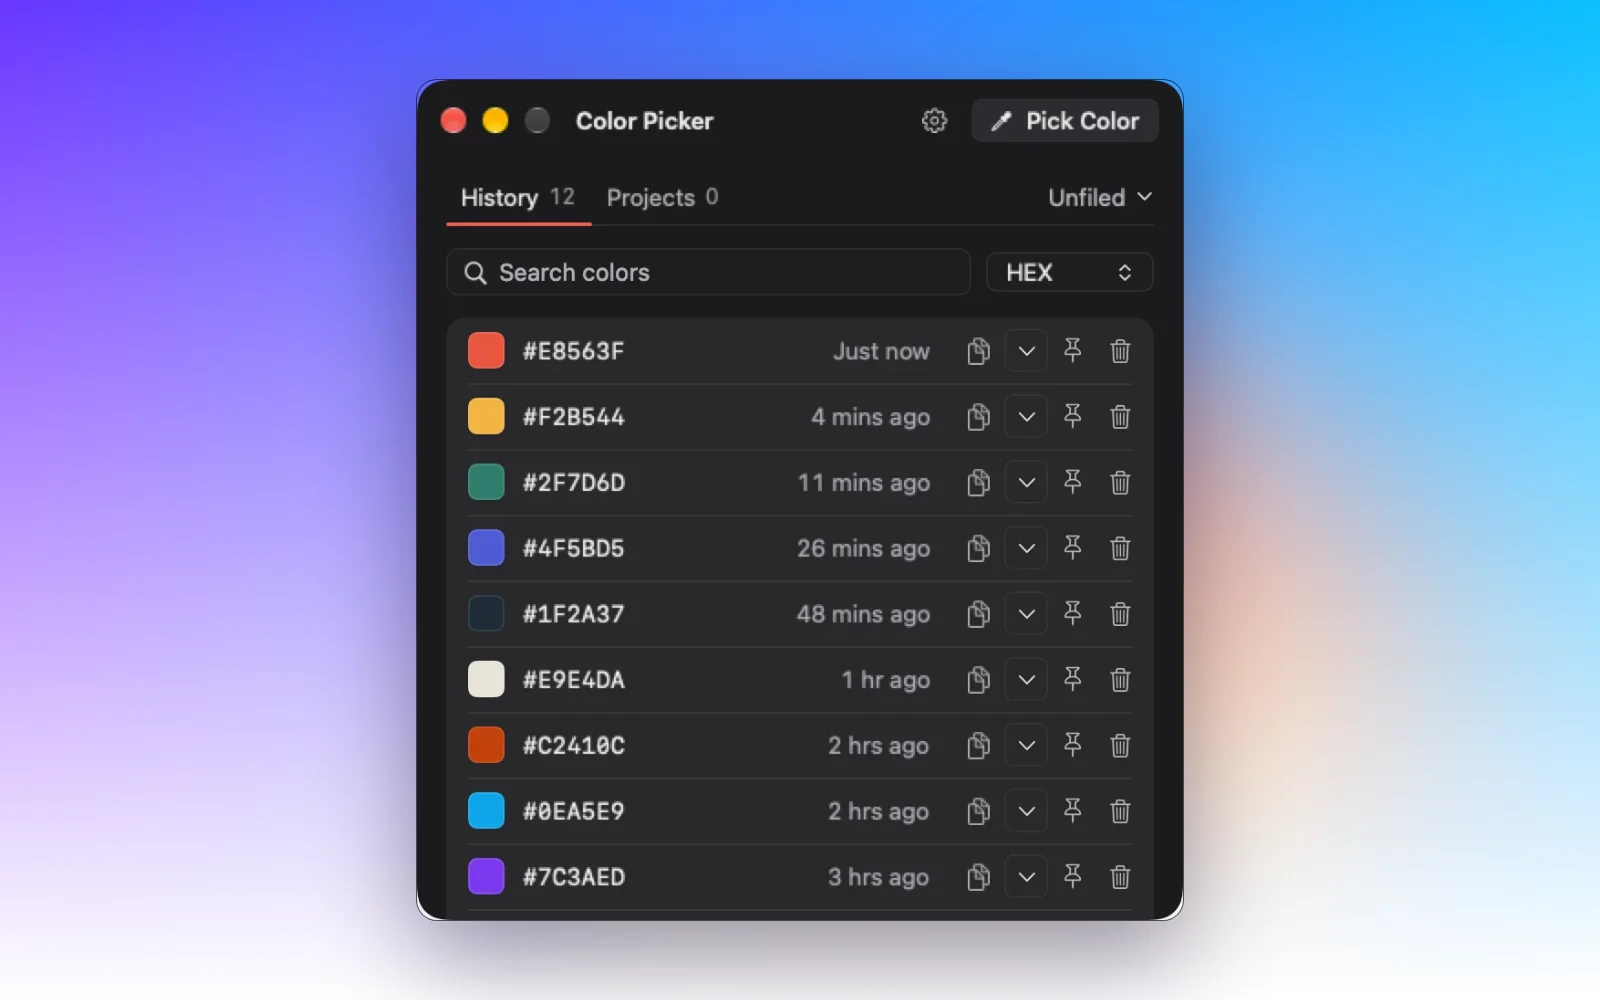 Color Picker Pick Color
History 12 Projects 0 Unfiled
Search colors HEX
#E8563F Just now
#F2B544 4 mins ago
#2F7D6D 11 mins ago
#4F5BD5 26 mins ago
#1F2A37 48 mins ago
#E9E4DA 1 hr ago
#C2410C 2 hrs ago
#0EA5E9 2 hrs ago
#7C3AED 3 hrs ago